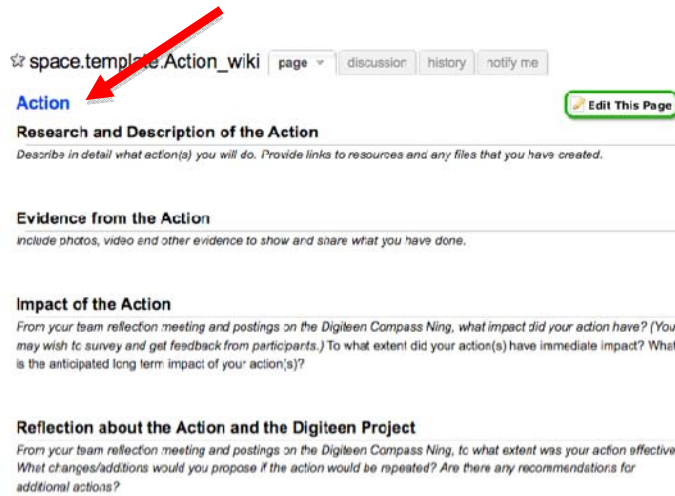 space.template.Action_wiki page discussion history notify me
Action
Edit This Page
Research and Description of the Action
Describe in detail what action(s) you will do. Provide links to resources and any files that you have created.
Evidence from the Action
Include photos, video and other evidence to show and share what you have done.
Impact of the Action
From your team reflection meeting and postings on the Digiteen Compass Ning, what impact did your action have? (You
may wish to survey and get feedback from participants.) To what extent did your action(s) have immediate impact? What
is the anticipated long term impact of your action(s)?
Reflection about the Action and the Digiteen Project
From your team reflection meeting and postings on the Digiteen Compass Ning, to what extent was your action effective
What changes/additions would you propose if the action would be repeated? Are there any recommendations for
additional actions?